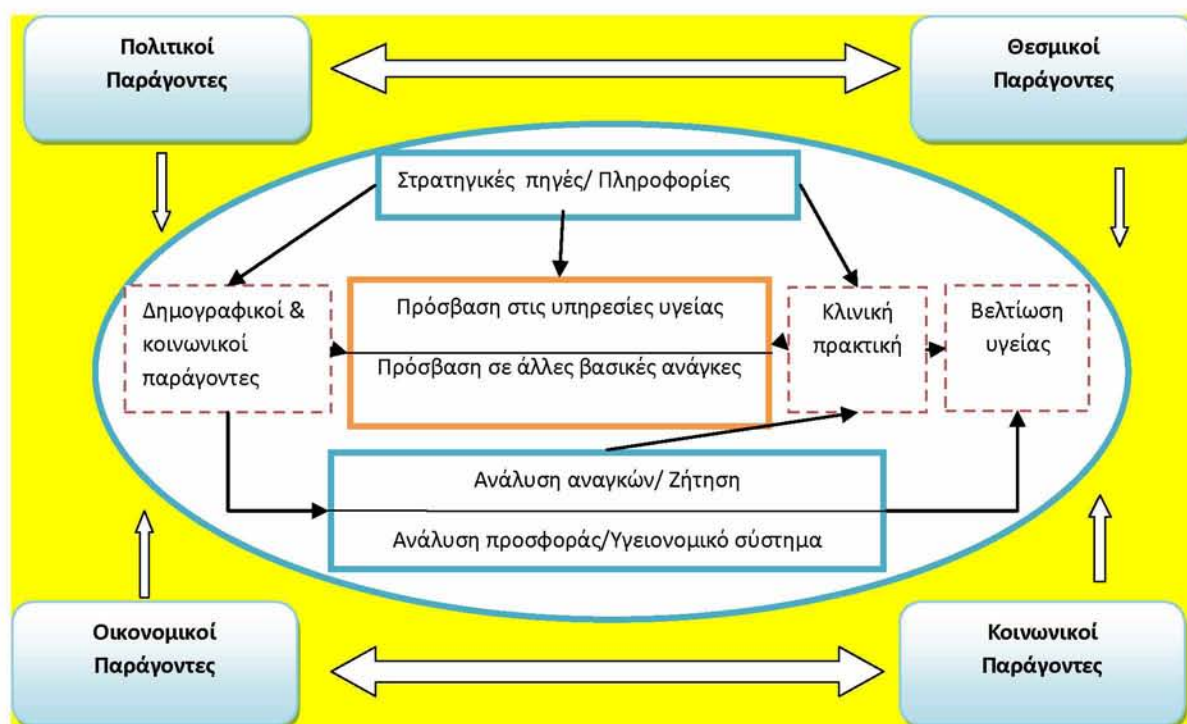 Πολιτικοί
Παράγοντες
Θεσμικοί
Παράγοντες
Στρατηγικές πηγές/ Πληροφορίες
Δημογραφικοί &
κοινωνικοί
παράγοντες
Πρόσβαση στις υπηρεσίες υγείας
Πρόσβαση σε άλλες βασικές ανάγκες
Κλινική
πρακτική
Βελτίωση
υγείας
Ανάλυση αναγκών/ Ζήτηση
Ανάλυση προσφοράς/Υγειονομικό σύστημα
Οικονομικοί
Παράγοντες
Κοινωνικοί
Παράγοντες